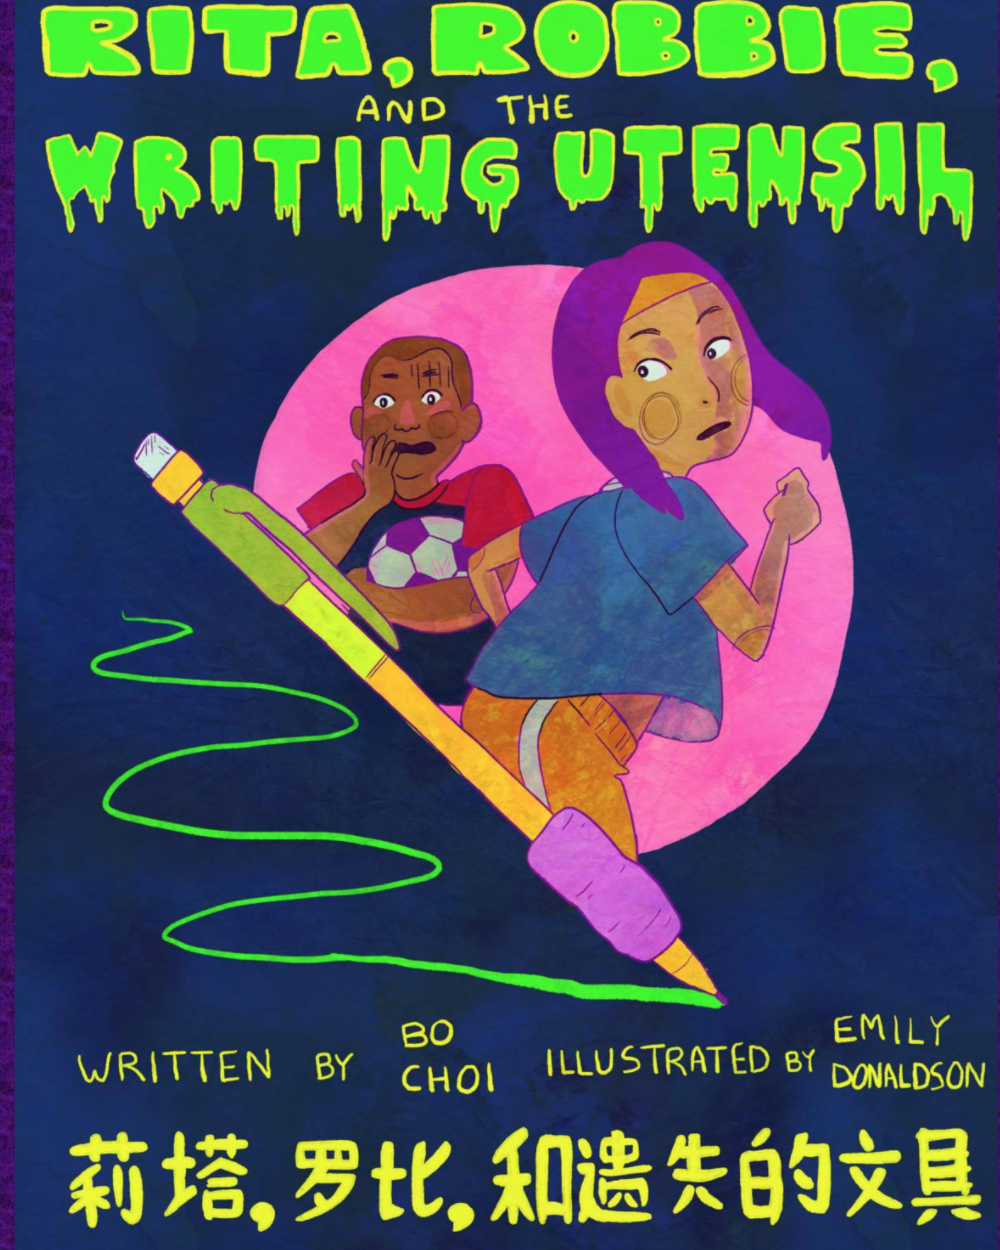 RITA, ROBBIE,
AND THE
WRITING UTENSIL
WRITTEN BY BO CHOI
ILLUSTRATED BY EMILY DONALDSON
莉塔,罗比,和遗失的文具